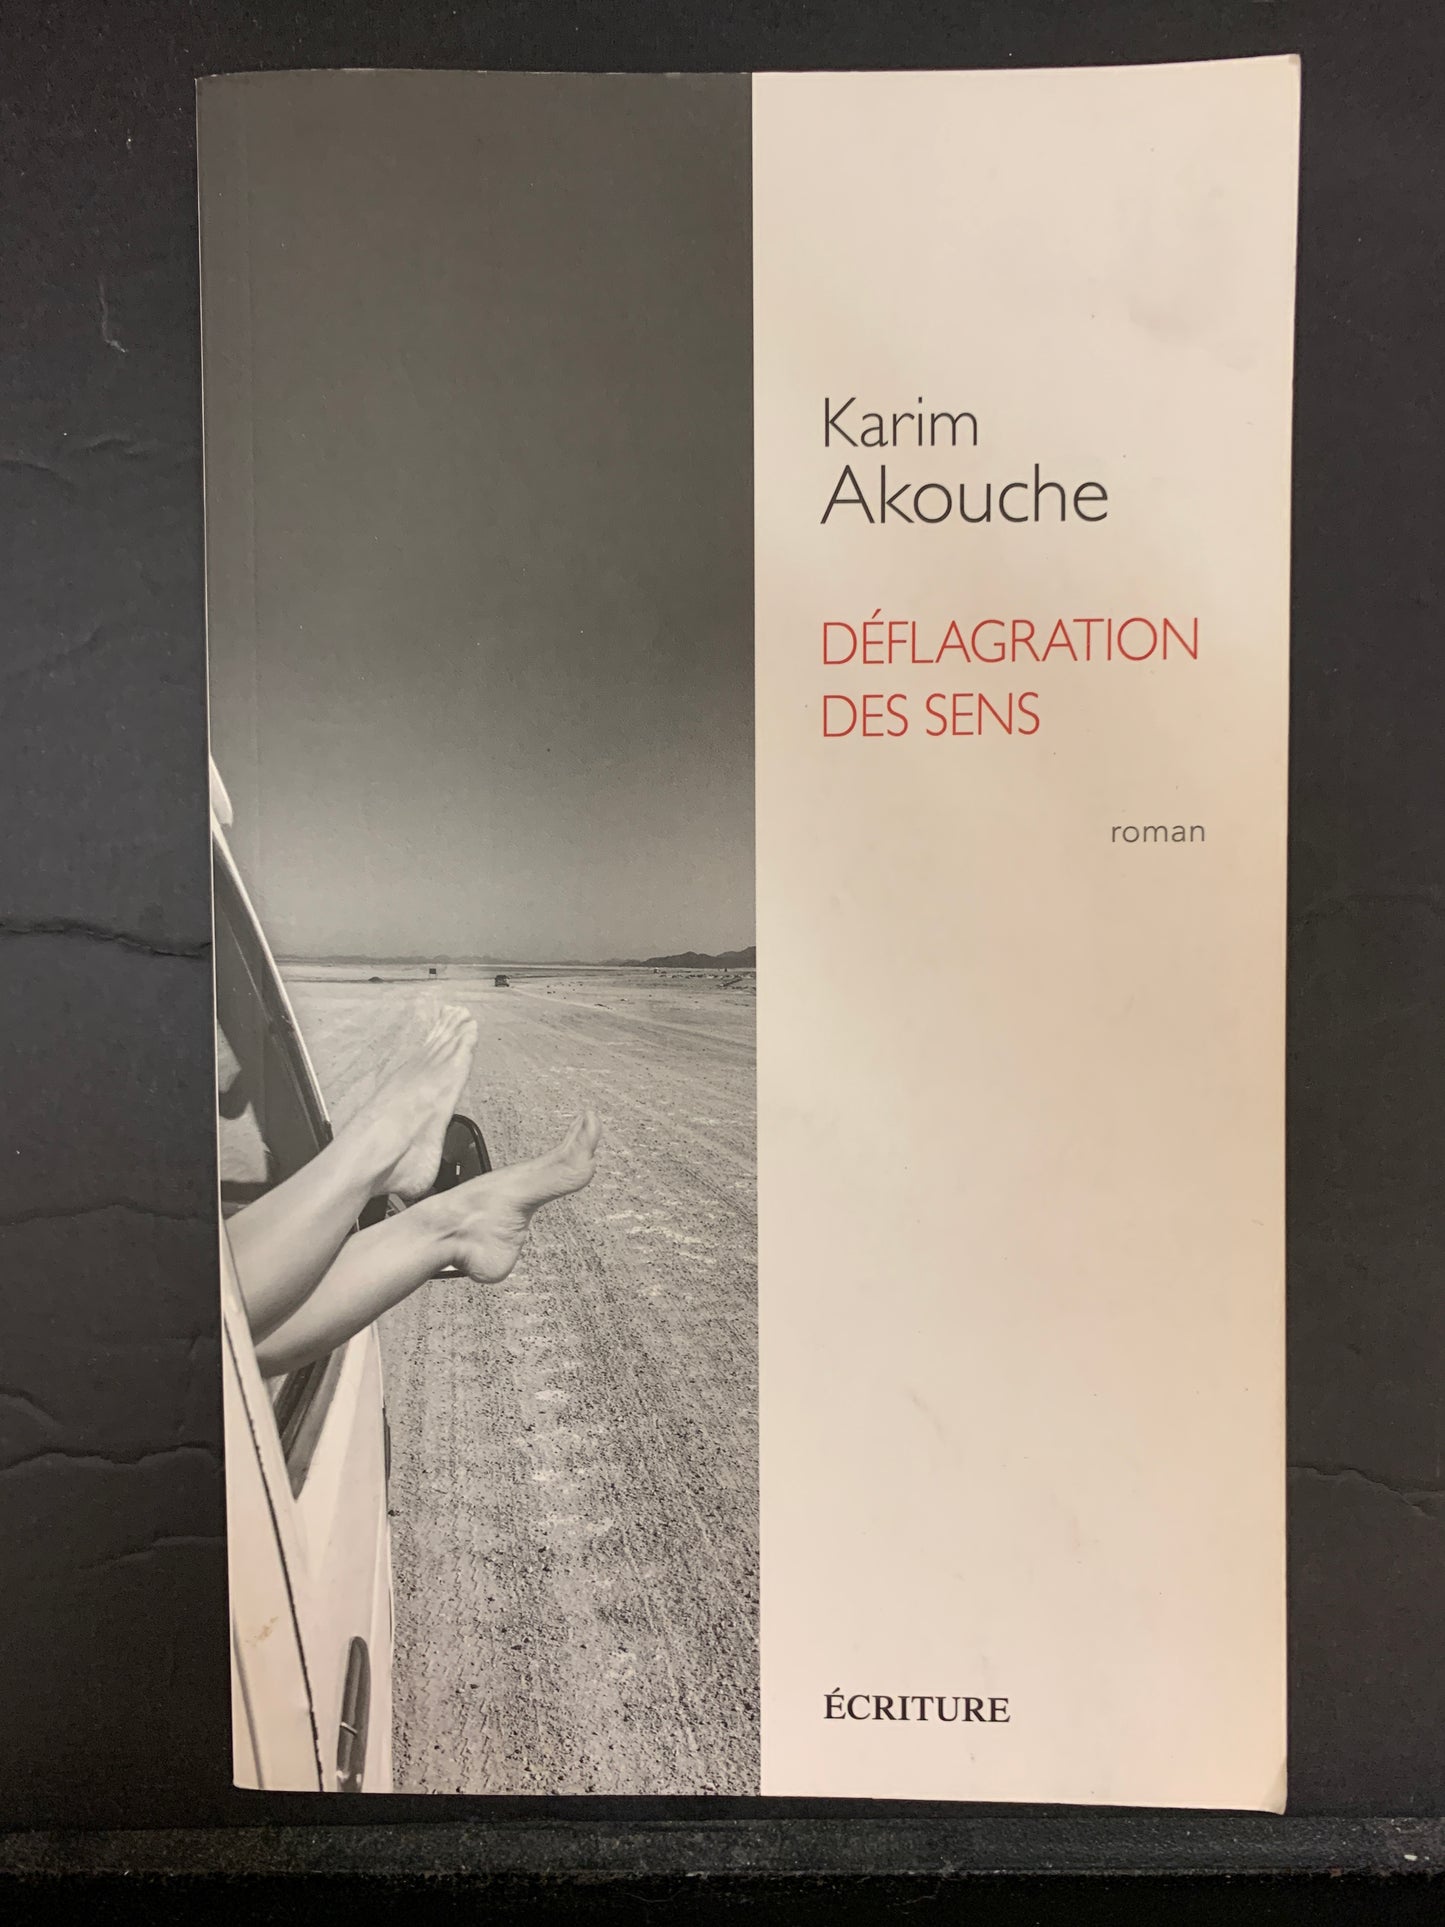 Karim
Akouche
DÉFLAGRATION
DES SENS
roman
ÉCRITURE